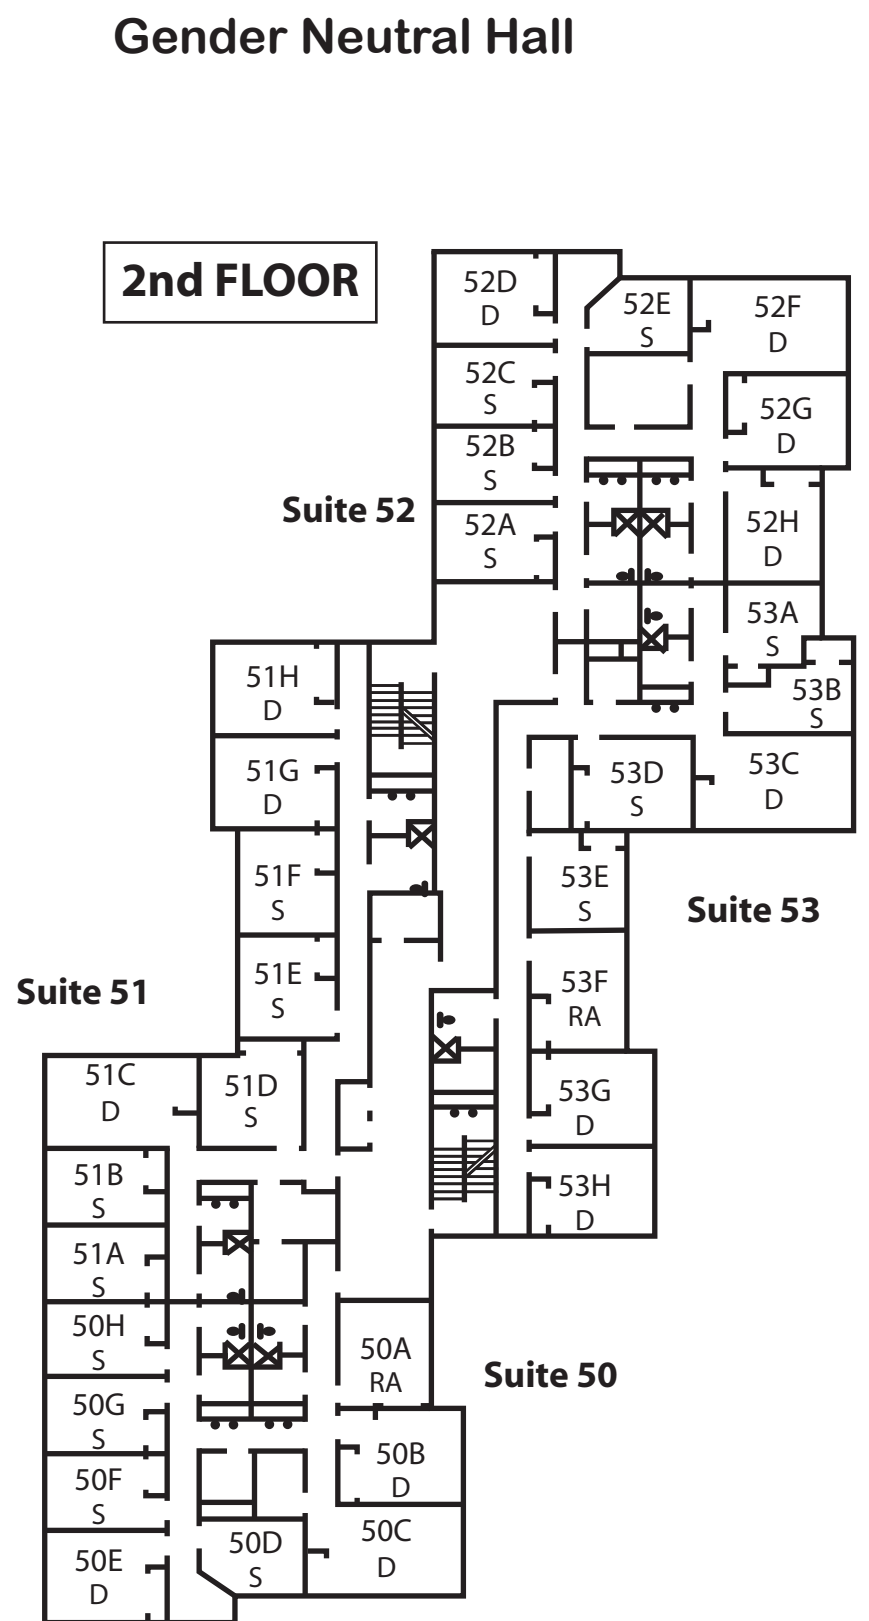 Gender Neutral Hall
2nd FLOOR
52D
D
52E
S
52F
D
52C
S
52G
D
52B
S
Suite 52
52A
S
52H
D
53A
S
53B
S
51H
D
51G
D
53D
S
53C
D
51F
S
53E
S
Suite 53
51E
S
Suite 51
53F
RA
51C
D
51D
S
53G
D
51B
S
53H
D
51A
S
50H
S
50A
RA
Suite 50
50G
S
50B
D
50F
S
50D
S
50C
D
50E
D